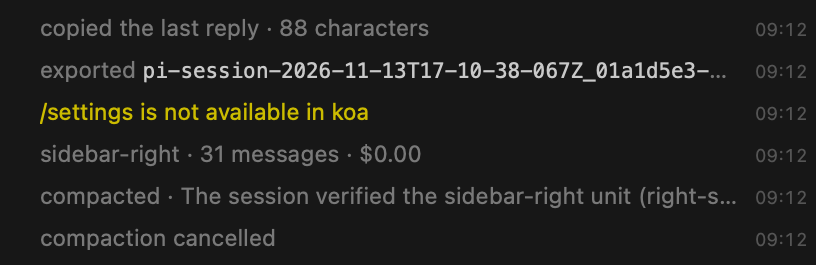 copied the last reply · 88 characters 09:12
exported pi-session-2026-11-13T17-10-38-067Z_01a1d5e3-… 09:12
/settings is not available in koa 09:12
sidebar-right · 31 messages · $0.00 09:12
compacted · The session verified the sidebar-right unit (right-s… 09:12
compaction cancelled 09:12